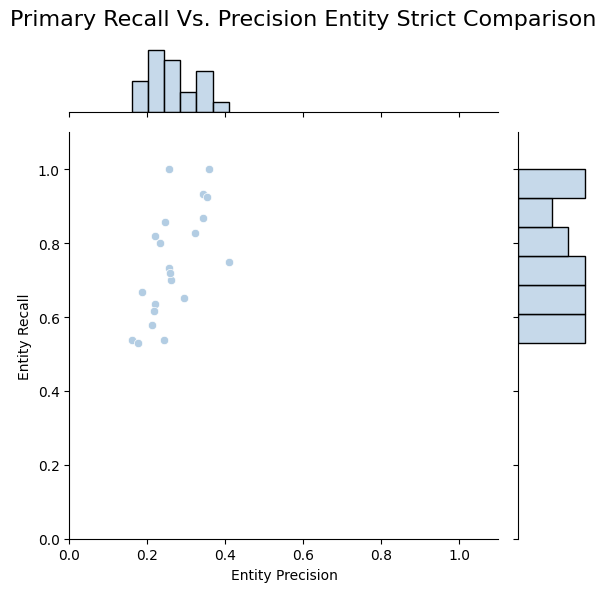 Primary Recall Vs. Precision Entity Strict Comparison
1.0
0.8
0.6
0.4
0.2
0.0
Entity Recall
0.0 0.2 0.4 0.6 0.8 1.0
Entity Precision